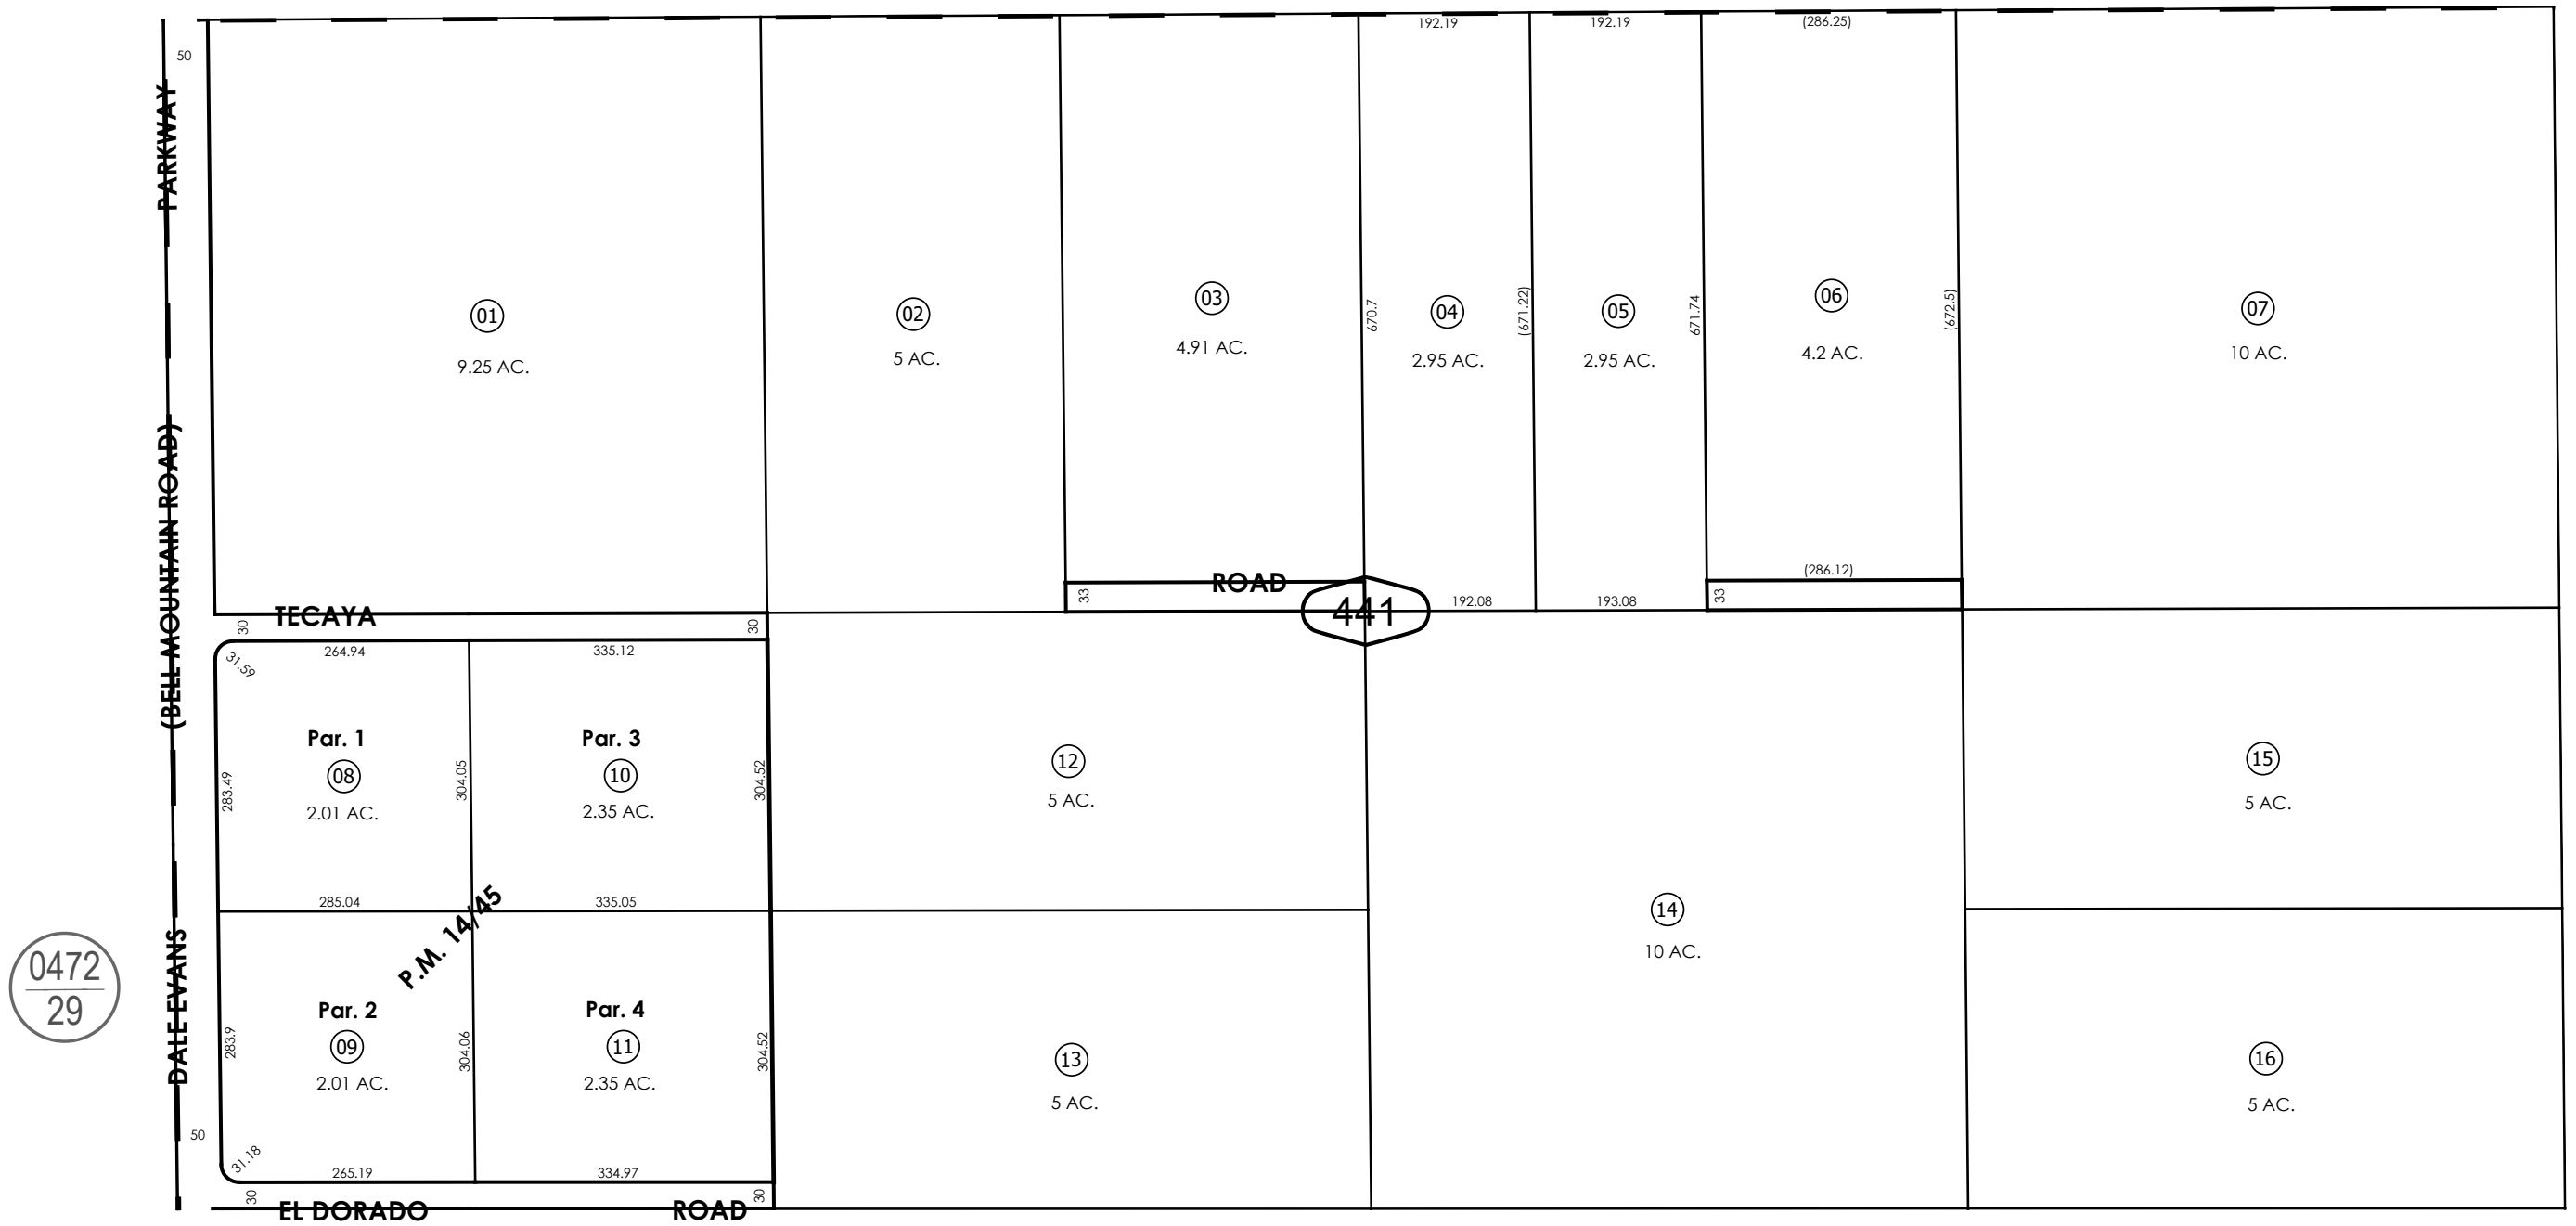 192.19
192.19
(286.25)
50
PARKWAY
01
9.25 AC.
02
5 AC.
03
4.91 AC.
670.7
04
2.95 AC.
(671.22)
05
2.95 AC.
671.74
06
4.2 AC.
(672.5)
07
10 AC.
(BELL MOUNTAIN ROAD)
(286.12)
ROAD
33
33
441
192.08
193.08
TECAYA
30
30
31.59
264.94
335.12
Par. 1
08
2.01 AC.
283.49
304.05
Par. 3
10
2.35 AC.
304.52
12
5 AC.
15
5 AC.
285.04
335.05
P.M. 14/45
14
10 AC.
0472
29
DALE EVANS
Par. 2
09
2.01 AC.
283.9
304.06
Par. 4
11
2.35 AC.
304.52
13
5 AC.
16
5 AC.
50
31.18
265.19
334.97
30
30
EL DORADO
ROAD